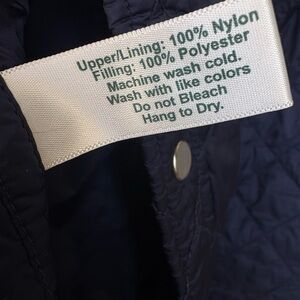 Upper/Lining: 100% Nylon
Filling: 100% Polyester
Machine wash cold.
Wash with like colors
Do not Bleach
Hang to Dry.